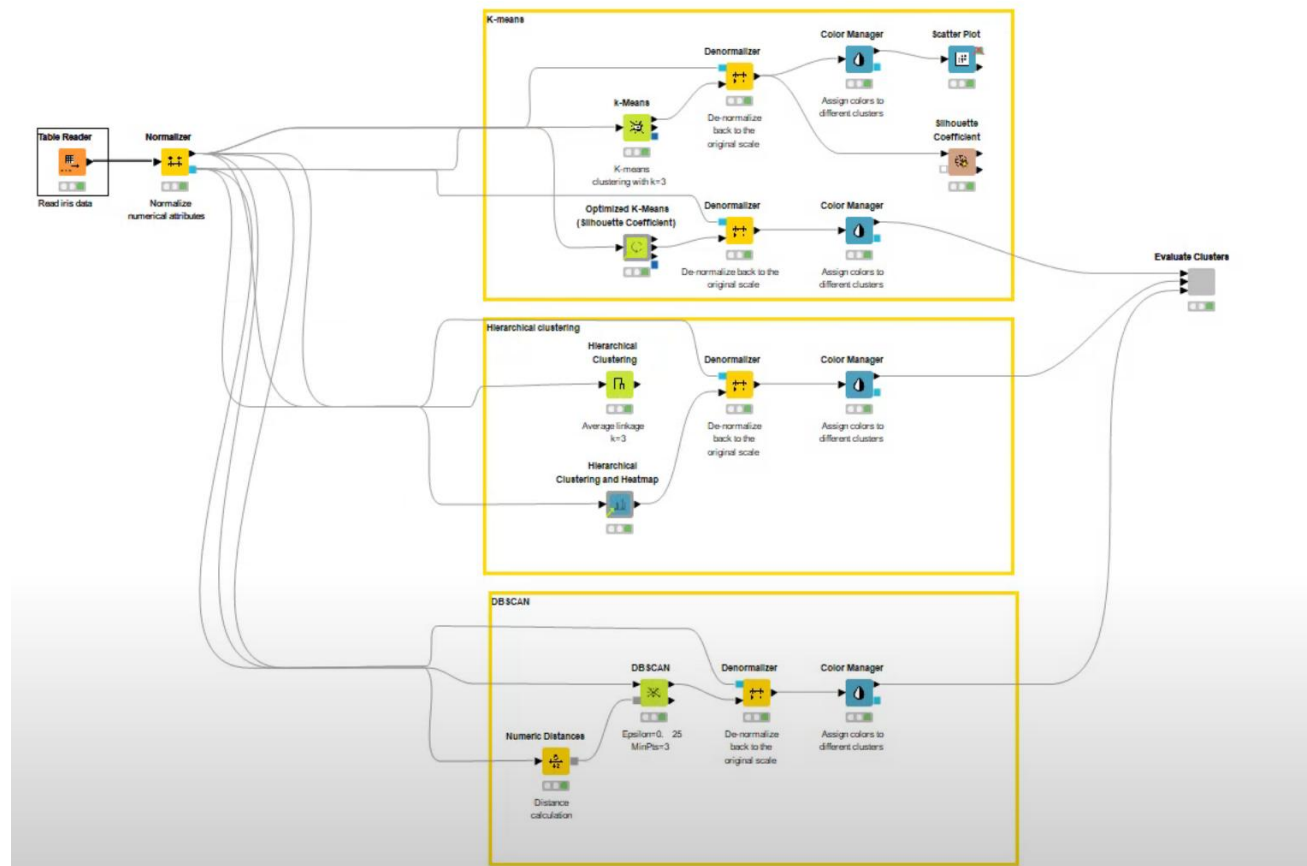 K-means
Denormalizer
Color Manager
Scatter Plot
k-Means
De-normalize
back to the
original scale
Assign colors to
different clusters
Silhouette
Coefficient
Table Reader
Normalizer
K-means
clustering with k=3
Read iris data
Normalize
numerical attributes
Optimized K-Means
(Silhouette Coefficient)
Denormalizer
Color Manager
De-normalize back to the
original scale
Assign colors to
different clusters
Evaluate Clusters
Hierarchical clustering
Hierarchical
Clustering
Denormalizer
Color Manager
Average linkage
k=3
De-normalize
back to the
original scale
Assign colors to
different clusters
Hierarchical
Clustering and Heatmap
DBSCAN
DBSCAN
Denormalizer
Color Manager
Numeric Distances
Epsilon=0. 25
MinPts=3
De-normalize
back to the
original scale
Assign colors to
different clusters
Distance
calculation